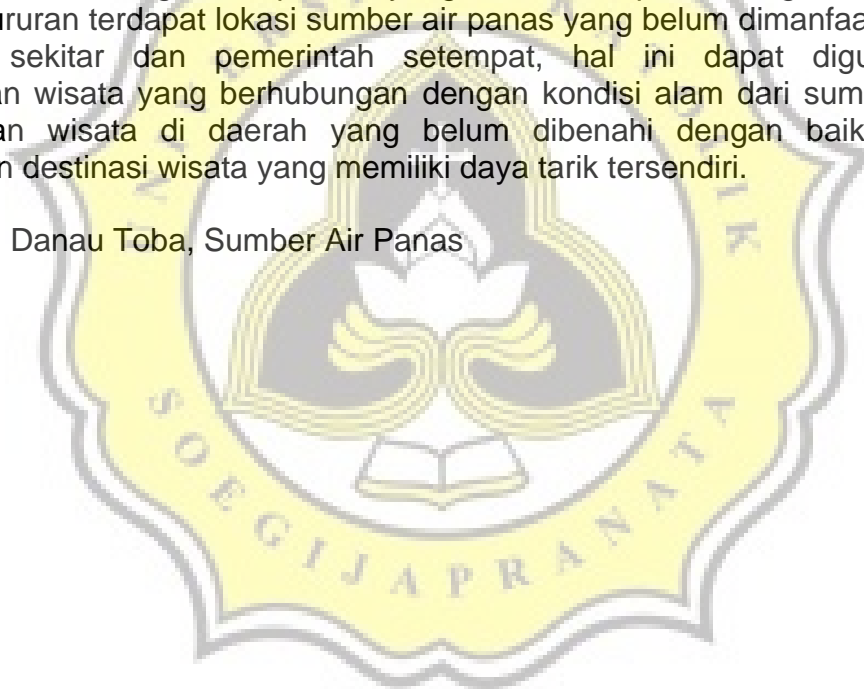 ururan terdapat lokasi sumber air panas yang belum dimanfaa
sekitar dan pemerintah setempat, hal ini dapat digu
an wisata yang berhubungan dengan kondisi alam dari sum
an wisata di daerah yang belum dibenahi dengan baik
n destinasi wisata yang memiliki daya tarik tersendiri.
Danau Toba, Sumber Air Panas
SOEGIJAPRANATA